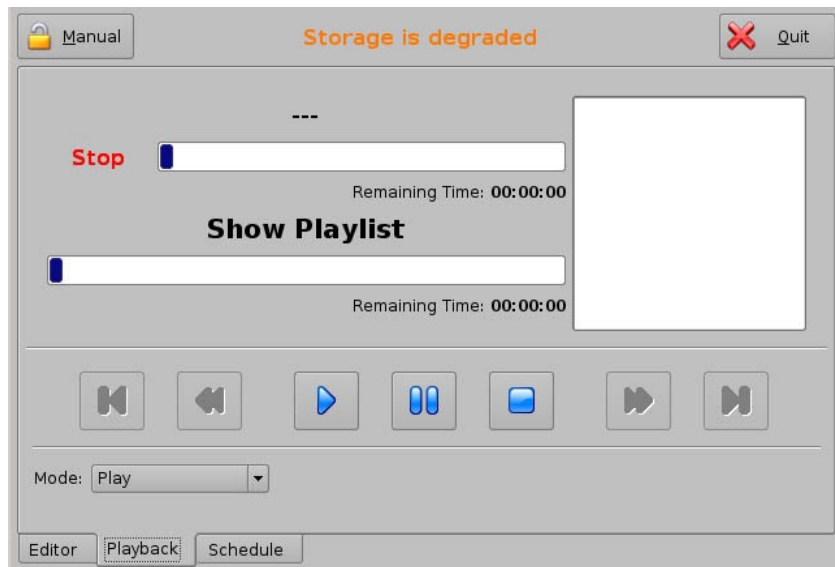 Manual
Storage is degraded
Quit
---
Stop
Remaining Time: 00:00:00
Show Playlist
Remaining Time: 00:00:00
Mode: Play
Editor
Playback
Schedule